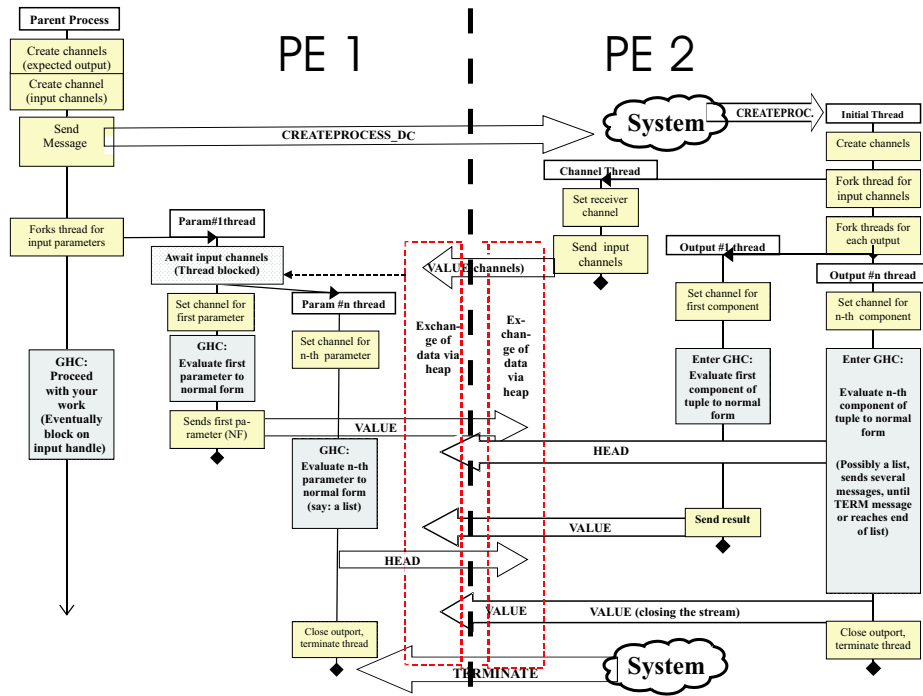 PE 1
PE 2
Parent Process
Create channels
(expected output)
Create channel
(input channels)
Send
Message
CREATEPROCESS_DC
System
CREATEPROC.
Initial Thread
Create channels
Fork thread for
input channels
Fork threads for
each output
Channel Thread
Set receiver
channel
Send input
channels
VALUE(channels)
Forks thread for
input parameters
Param#1thread
Await input channels
(Thread blocked)
Set channel for
first parameter
GHC:
Evaluate first
parameter to
normal form
Sends first pa-
rameter (NF)
Param #n thread
Set channel for
n-th parameter
GHC:
Evaluate n-th
parameter to
normal form
(say: a list)
Close outport,
terminate thread
GHC:
Proceed
with your
work
(Eventually
block on
input handle)
Exchan-
ge of
data via
heap
Ex-
chan-
ge of
data
via
heap
Output #1 thread
Set channel for
first component
Enter GHC:
Evaluate first
component of
tuple to normal
form
Send result
Output #n thread
Set channel for
n-th component
Enter GHC:
Evaluate n-th
component of
tuple to normal
form
(Possibly a list,
sends several
messages, until
TERM message
or reaches end of
list)
Close outport,
terminate thread
VALUE
HEAD
VALUE
HEAD
VALUE
VALUE (closing the stream)
TERMINATE
System